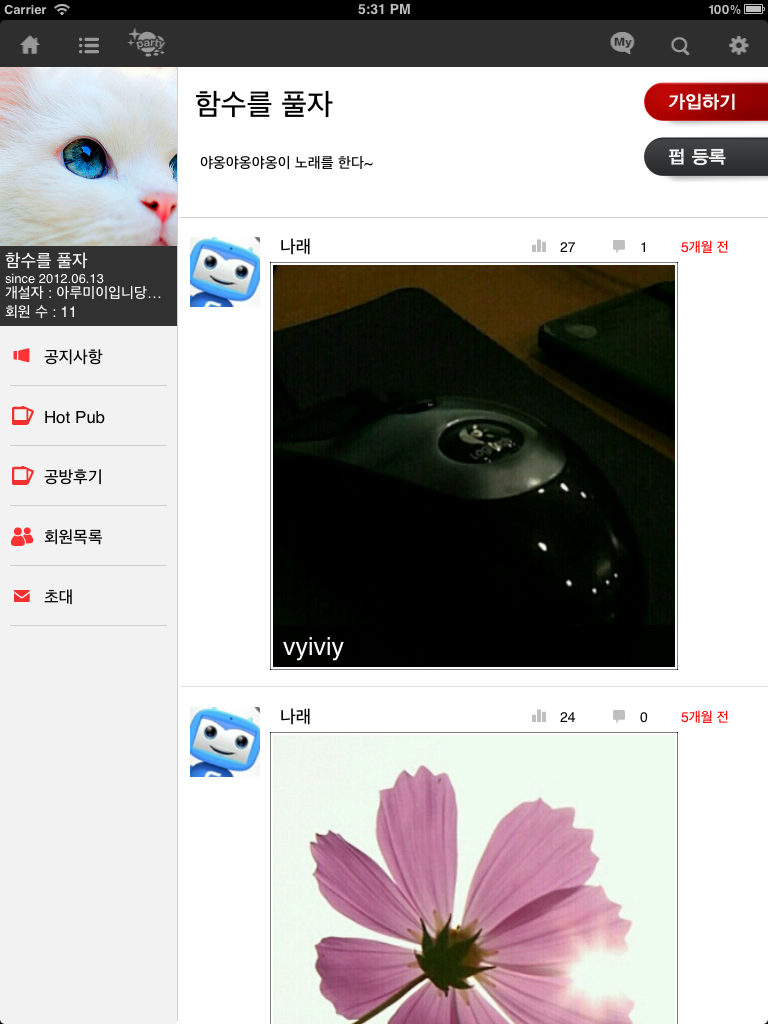 Carrier 5:31 PM 100%
party My
함수를 풀자
가입하기
야옹야옹야옹이 노래를 한다~
펍 등록
함수를 풀자
since 2012.06.13
개설자 : 아루미이입니당...
회원 수 : 11
공지사항
Hot Pub
공방후기
회원목록
초대
나래 27 1 5개월 전
Logitech
vyiviy
나래 24 0 5개월 전